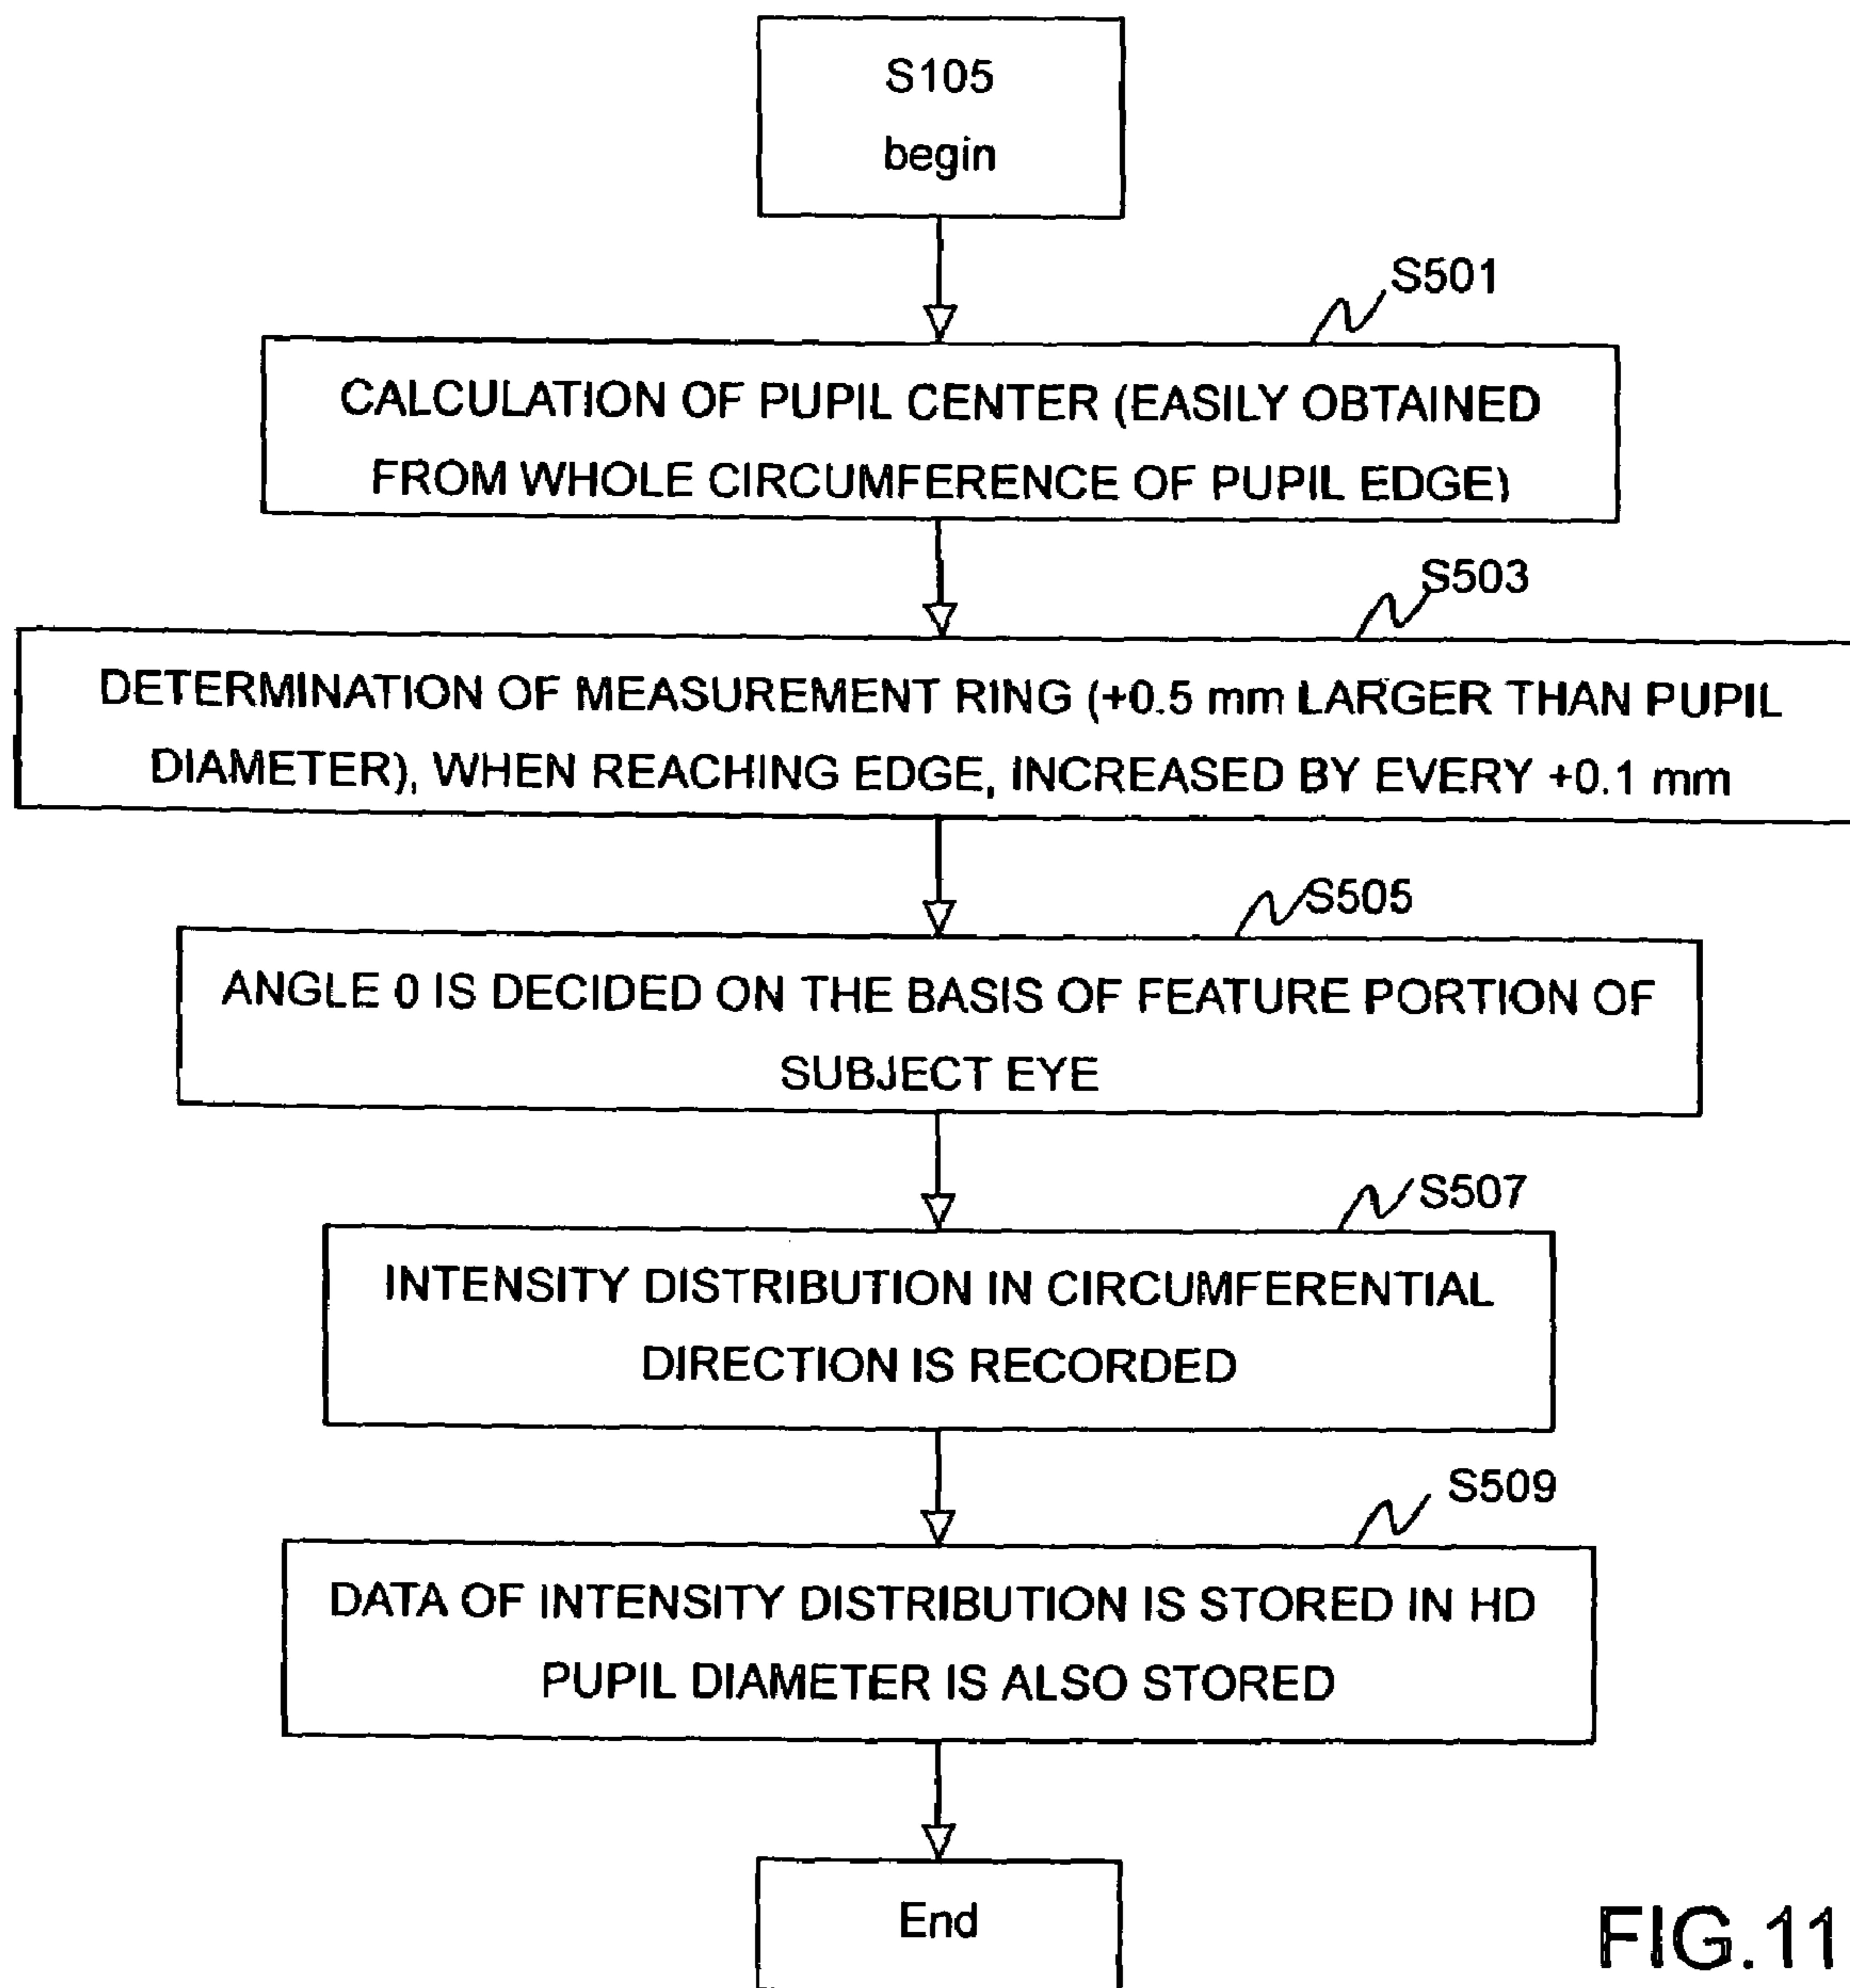 S105
begin
S501
CALCULATION OF PUPIL CENTER (EASILY OBTAINED
FROM WHOLE CIRCUMFERENCE OF PUPIL EDGE)
S503
DETERMINATION OF MEASUREMENT RING (+0.5 mm LARGER THAN PUPIL
DIAMETER), WHEN REACHING EDGE, INCREASED BY EVERY +0.1 mm
S505
ANGLE 0 IS DECIDED ON THE BASIS OF FEATURE PORTION OF
SUBJECT EYE
S507
INTENSITY DISTRIBUTION IN CIRCUMFERENTIAL
DIRECTION IS RECORDED
S509
DATA OF INTENSITY DISTRIBUTION IS STORED IN HD
PUPIL DIAMETER IS ALSO STORED
End
FIG.11